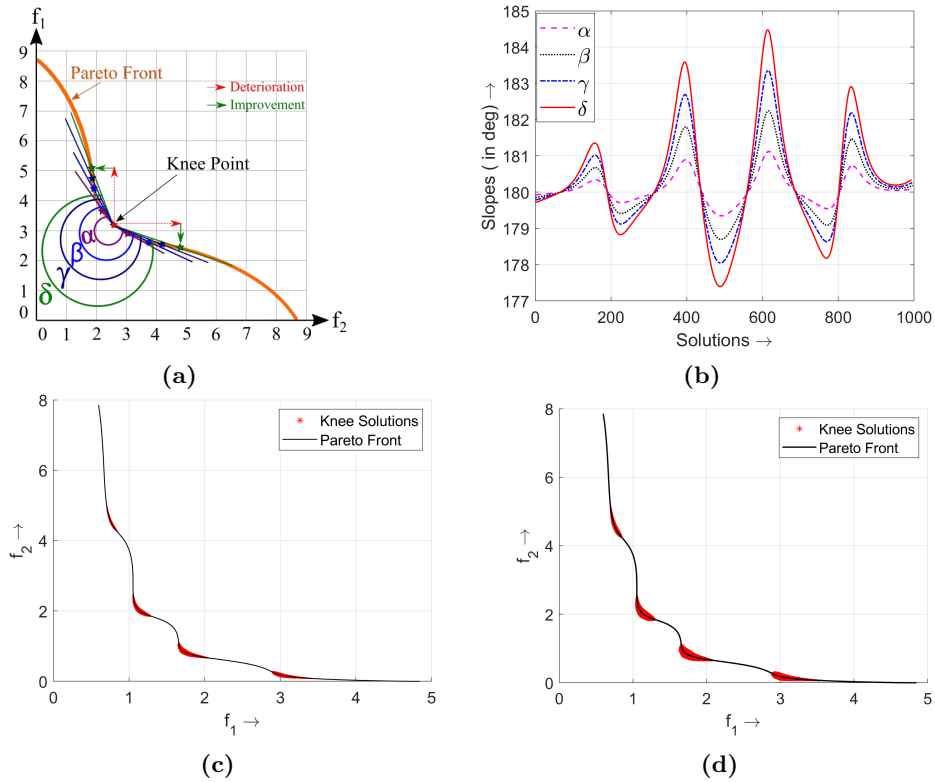 f1
9
8
7
6
5
4
3
2
1
0
0 1 2 3 4 5 6 7 8 9
f2
Pareto Front
Deterioration
Improvement
Knee Point
α
β
γ
δ
(a)
185
184
183
182
181
180
179
178
177
0 200 400 600 800 1000
Slopes ( in deg) →
Solutions →
α
β
γ
δ
(b)
8
6
4
2
0
0 1 2 3 4 5
f2 →
f1 →
Knee Solutions
Pareto Front
(c)
8
6
4
2
0
0 1 2 3 4 5
f2 →
f1 →
Knee Solutions
Pareto Front
(d)